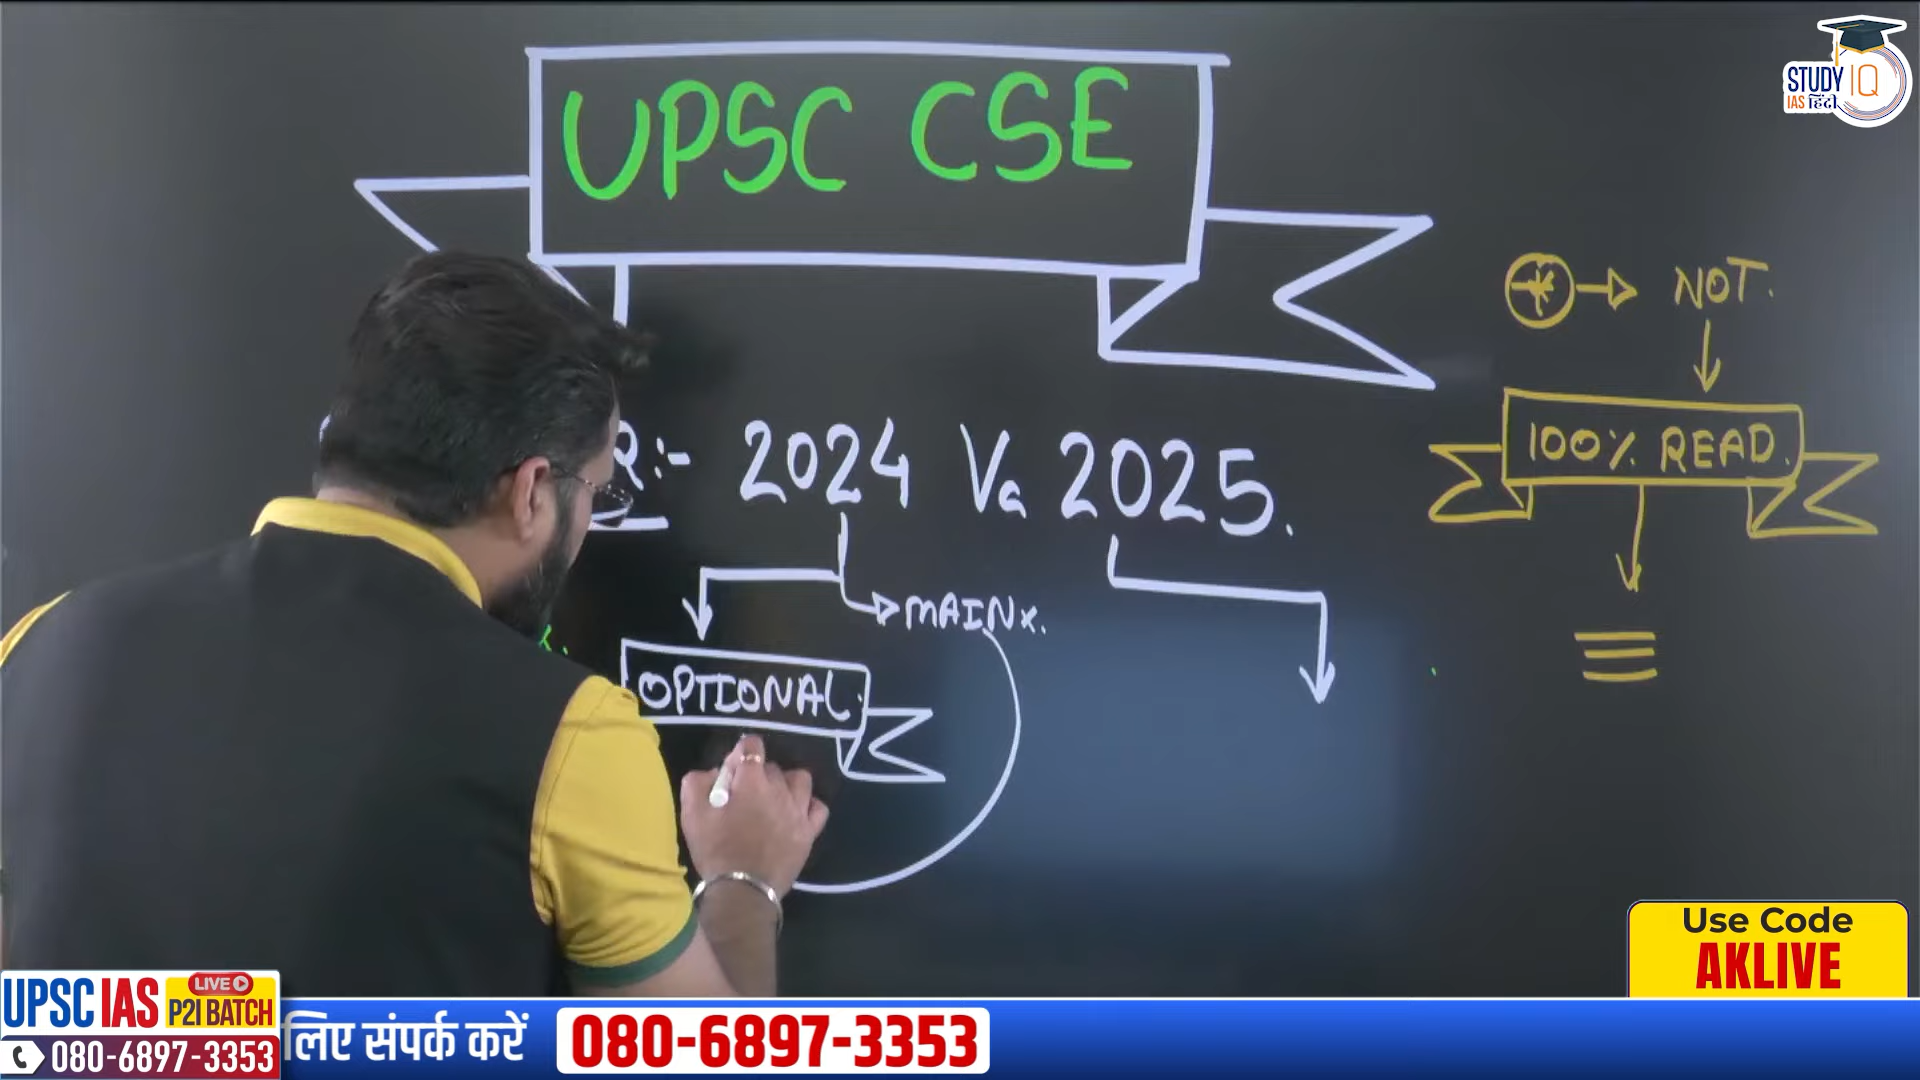 STUDY IQ
IAS हिंदी
UPSC CSE
NOT.
100% READ.
R:- 2024 Vs 2025.
MAINx.
OPTIONAL.
Use Code
AKLIVE
UPSC IAS LIVE P2I BATCH
080-6897-3353
लिए संपर्क करें 080-6897-3353